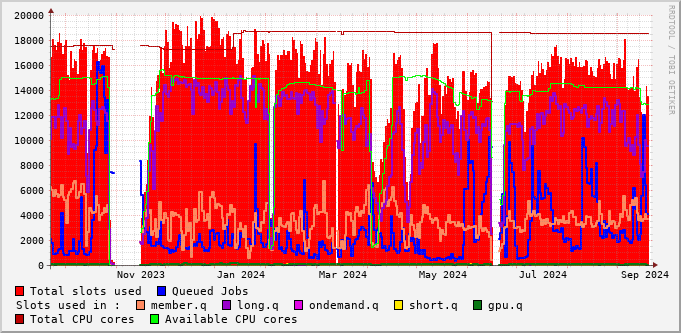 20000
18000
16000
14000
12000
10000
8000
6000
4000
2000
0
Nov 2023 Jan 2024 Mar 2024 May 2024 Jul 2024 Sep 2024
RRDTOOL / TOBI OETIKER
Total slots used Queued Jobs
Slots used in : member.q long.q ondemand.q short.q gpu.q
Total CPU cores Available CPU cores